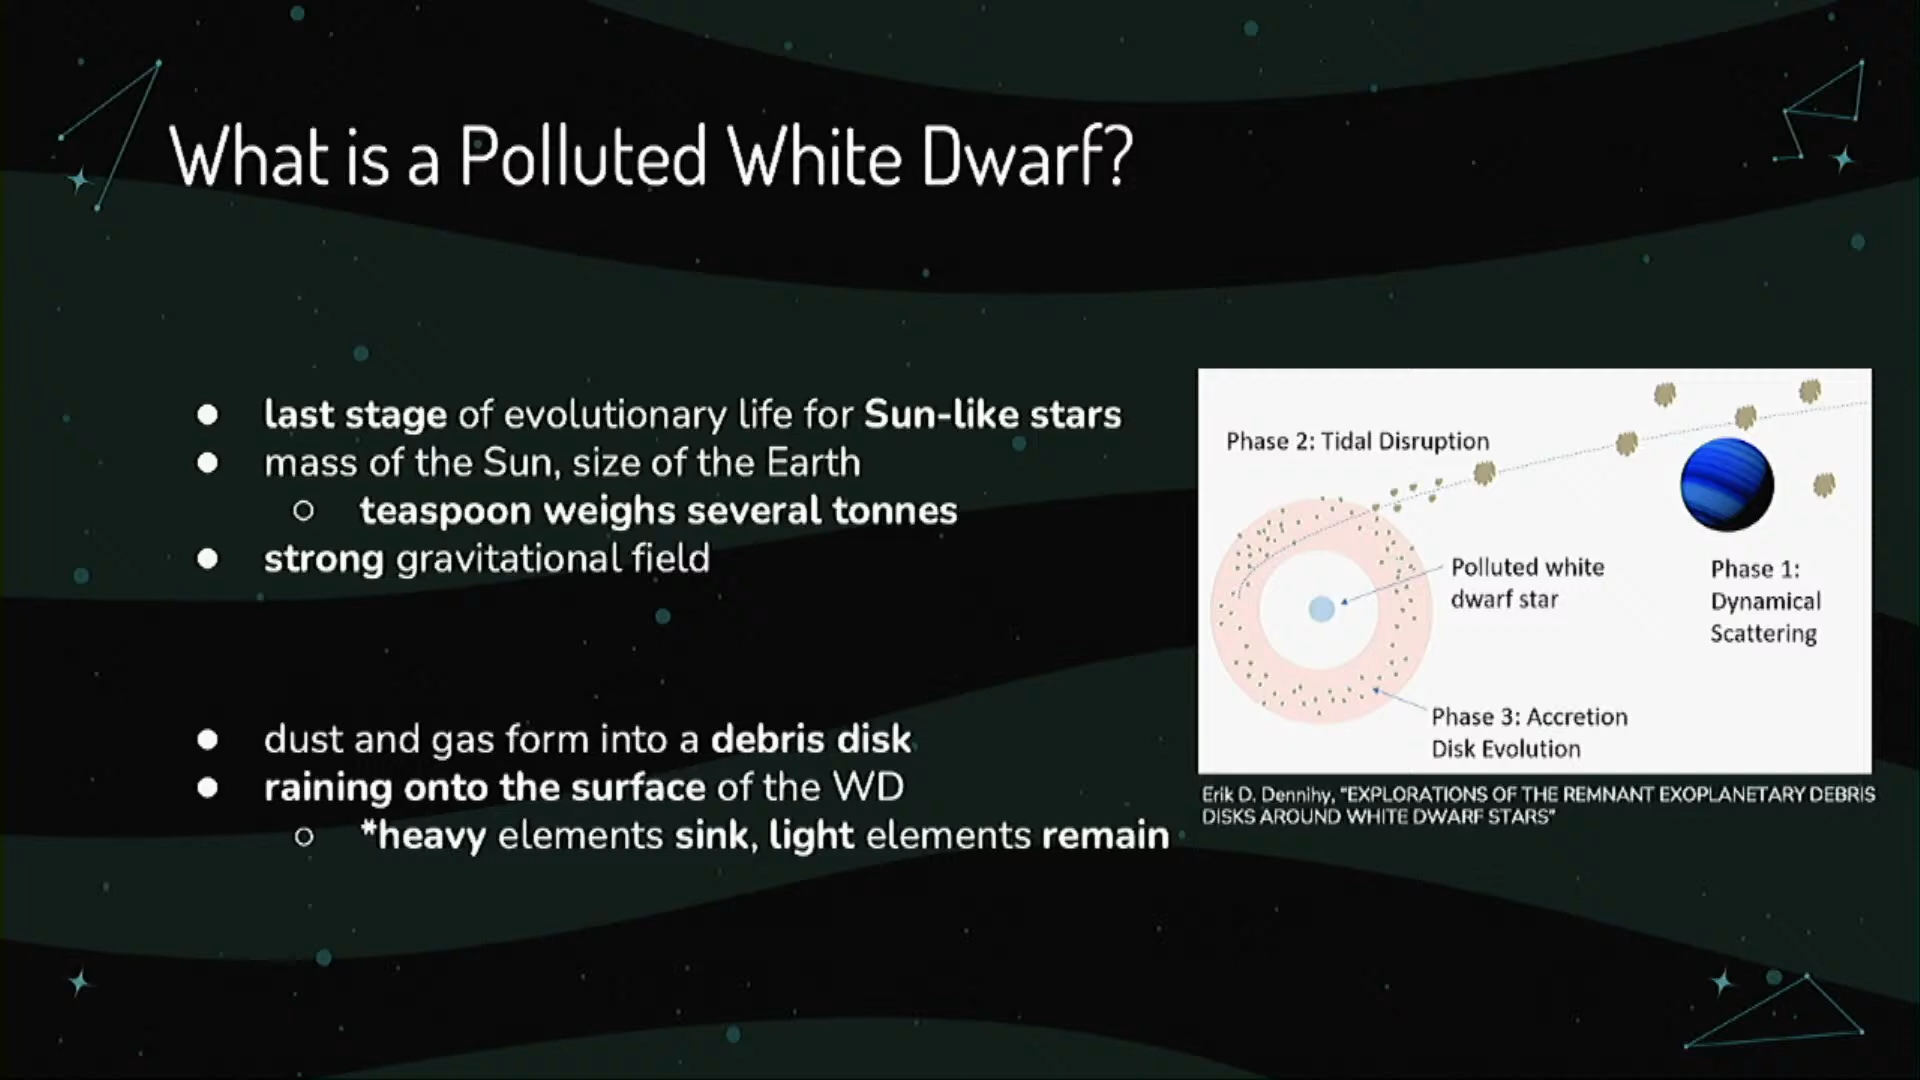 What is a Polluted White Dwarf?
● last stage of evolutionary life for Sun-like stars
● mass of the Sun, size of the Earth
○ teaspoon weighs several tonnes
● strong gravitational field
● dust and gas form into a debris disk
● raining onto the surface of the WD
○ *heavy elements sink, light elements remain
Phase 2: Tidal Disruption
Polluted white
dwarf star
Phase 1:
Dynamical
Scattering
Phase 3: Accretion
Disk Evolution
Erik D. Dennihy, "EXPLORATIONS OF THE REMNANT EXOPLANETARY DEBRIS
DISKS AROUND WHITE DWARF STARS"